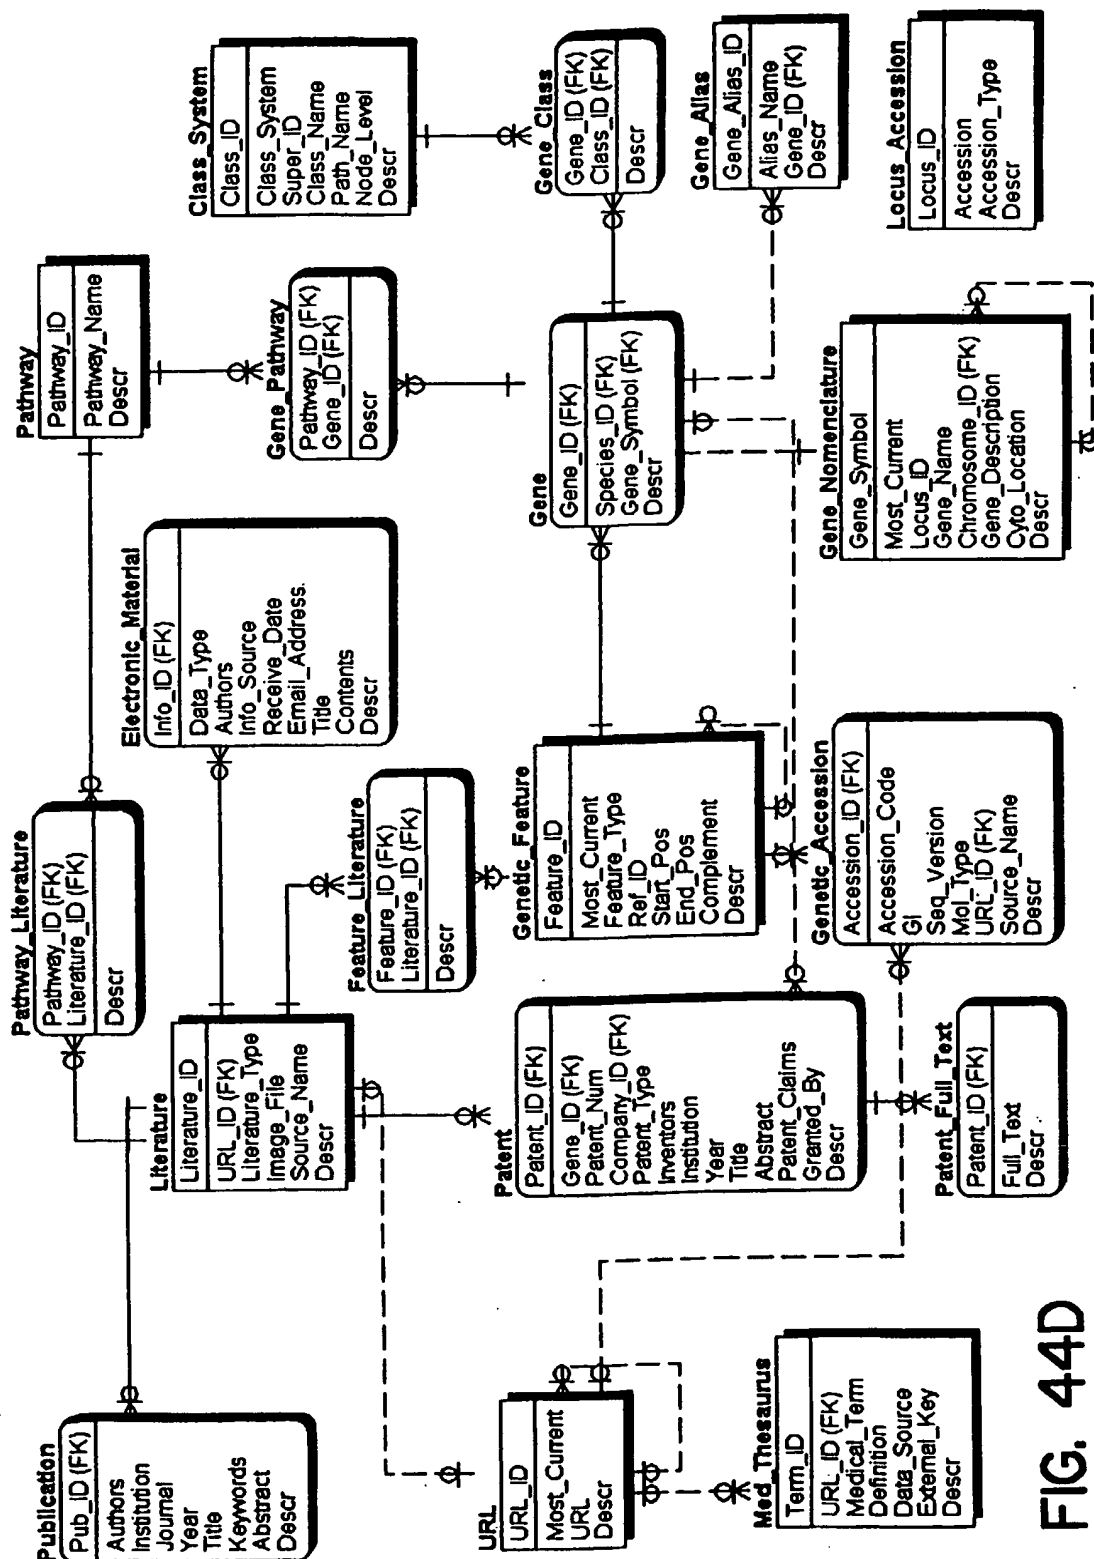 Publication
Pub_ID (FK)
Authors
Institution
Journal
Year
Title
Keywords
Abstract
Descr
Pathway_Literature
Pathway_ID (FK)
Literature_ID (FK)
Descr
Pathway
Pathway_ID
Pathway_Name
Descr
Class_System
Class_ID
Class_System
Super_ID
Class_Name
Path_Name
Node_Level
Descr
Literature
Literature_ID
URL_ID (FK)
Literature_Type
Image_File
Source_Name
Descr
Electronic_Material
Info_ID (FK)
Data_Type
Authors
Info_Source
Receive_Date
Email_Address.
Title
Contents
Descr
Gene_Pathway
Pathway_ID (FK)
Gene_ID (FK)
Descr
Feature_Literature
Feature_ID (FK)
Literature_ID (FK)
Descr
Gene_Class
Gene_ID (FK)
Class_ID (FK)
Descr
URL
URL_ID
Most_Current
URL
Descr
Patent
Patent_ID (FK)
Gene_ID (FK)
Patent_Num
Company_ID (FK)
Patent_Type
Inventors
Institution
Year
Title
Abstract
Patent_Claims
Granted_By
Descr
Genetic_Feature
Feature_ID
Most_Current
Feature_Type
Ref_ID
Start_Pos
End_Pos
Complement
Descr
Gene
Gene_ID (FK)
Species_ID (FK)
Gene_Symbol (FK)
Descr
Gene_Alias
Gene_Alias_ID
Alias_Name
Gene_ID (FK)
Descr
Med_Thesaurus
Term_ID
URL_ID (FK)
Medical_Term
Definition
Data_Source
External_Key
Descr
Patent_Full_Text
Patent_ID (FK)
Full_Text
Descr
Genetic_Accession
Accession_ID (FK)
Accession_Code
GI
Seq_Version
Mol_Type
URL_ID (FK)
Source_Name
Descr
Gene_Nomenclature
Gene_Symbol
Most_Current
Locus_ID
Gene_Name
Chromosome_ID (FK)
Gene_Description
Cyto_Location
Descr
Locus_Accession
Locus_ID
Accession
Accession_Type
Descr
FIG. 44D